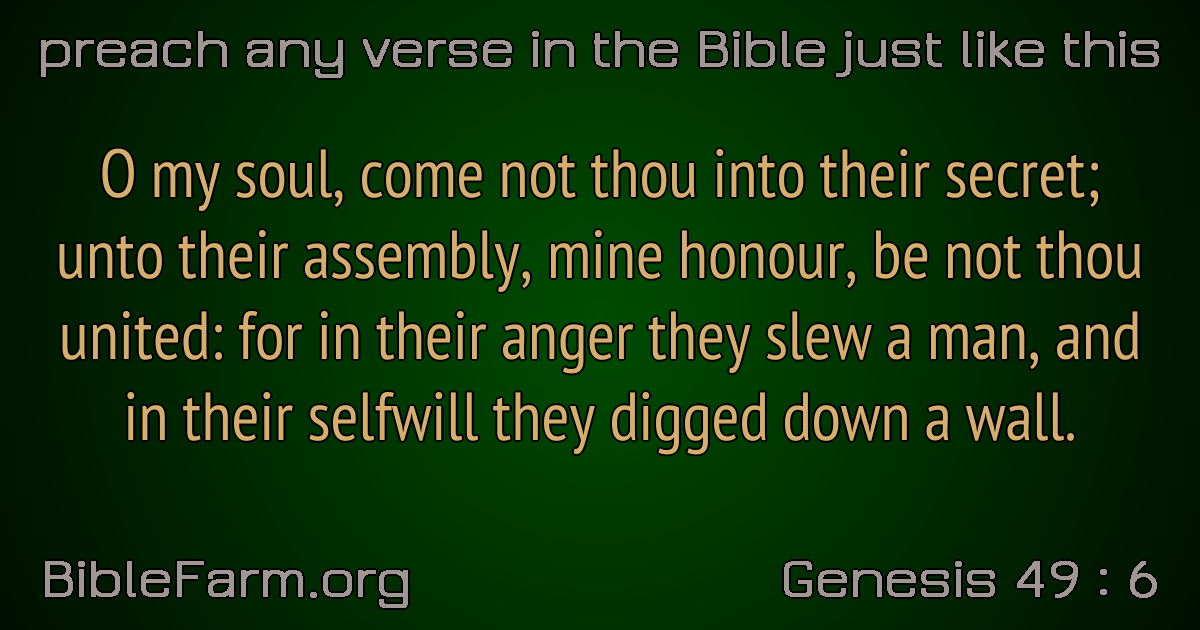 preach any verse in the Bible just like this
O my soul, come not thou into their secret;
unto their assembly, mine honour, be not thou
united: for in their anger they slew a man, and
in their selfwill they digged down a wall.
BibleFarm.org
Genesis 49 : 6